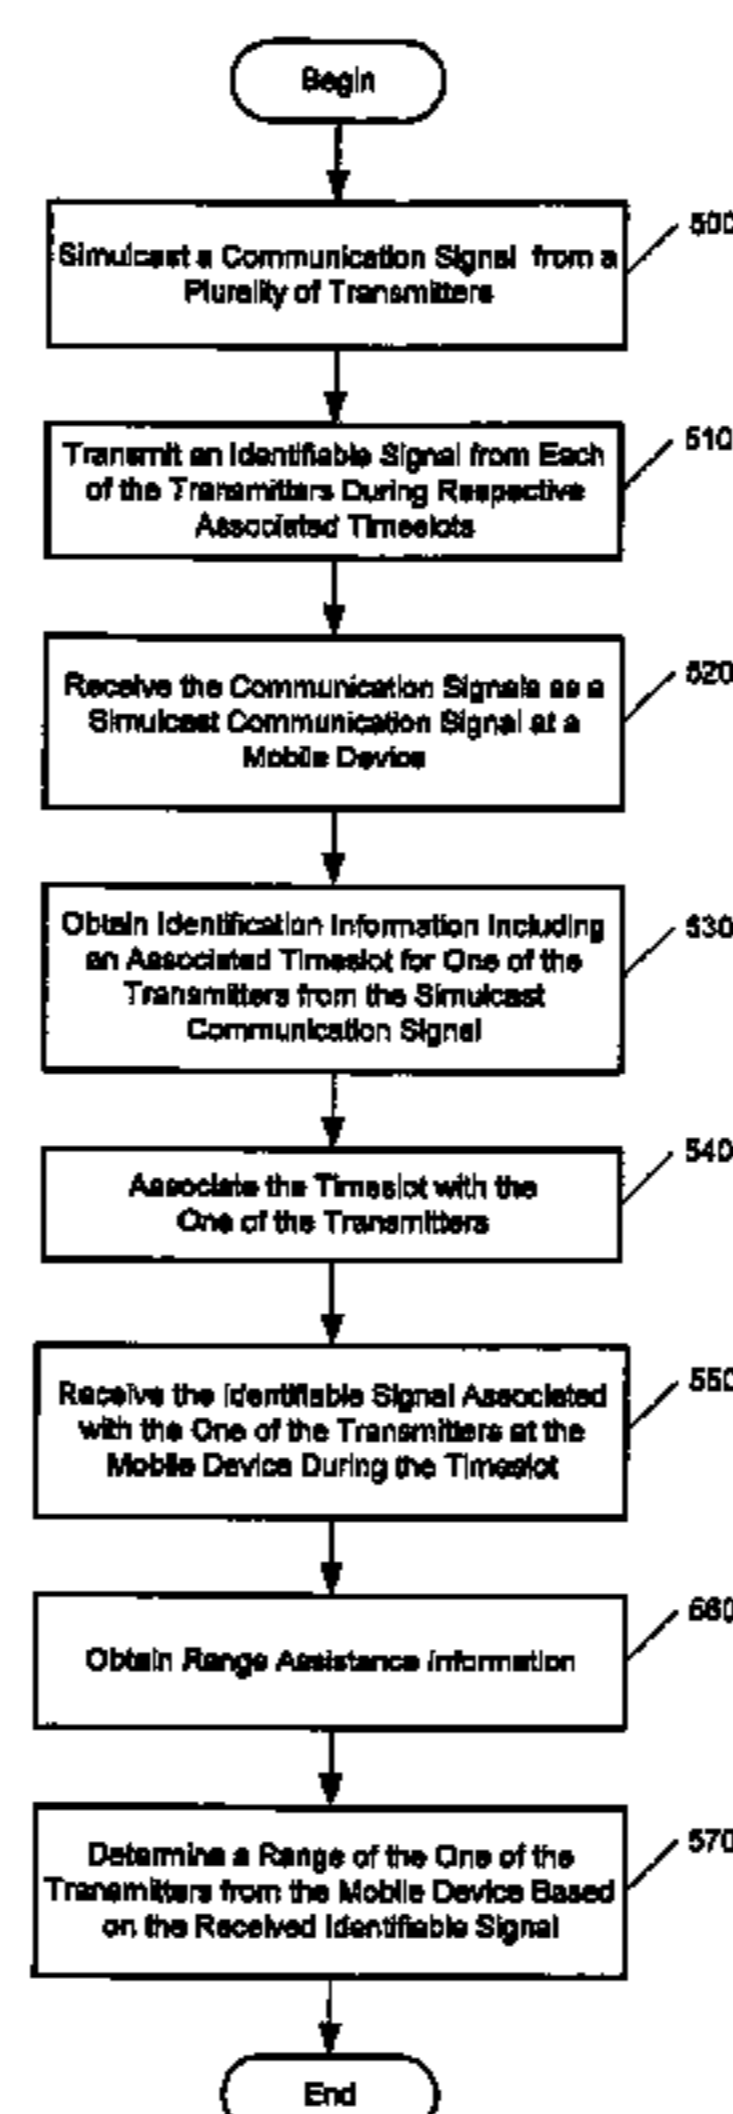 Begin
Simulcast a Communication Signal from a
Plurality of Transmitters
500
Transmit an Identifiable Signal from Each
of the Transmitters During Respective
Associated Timeslots
510
Receive the Communication Signals as a
Simulcast Communication Signal at a
Mobile Device
520
Obtain Identification Information Including
an Associated Timeslot for One of the
Transmitters from the Simulcast
Communication Signal
530
Associate the Timeslot with the
One of the Transmitters
540
Receive the Identifiable Signal Associated
with the One of the Transmitters at the
Mobile Device During the Timeslot
550
Obtain Range Assistance Information
560
Determine a Range of the One of the
Transmitters from the Mobile Device Based
on the Received Identifiable Signal
570
End